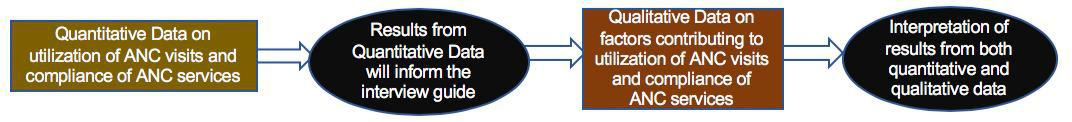 Quantitative Data on
utilization of ANC visits and
compliance of ANC services
Results from
Quantitative Data
will inform the
interview guide
Qualitative Data on
factors contributing to
utilization of ANC visits
and compliance of
ANC services
Interpretation of
results from both
quantitative and
qualitative data